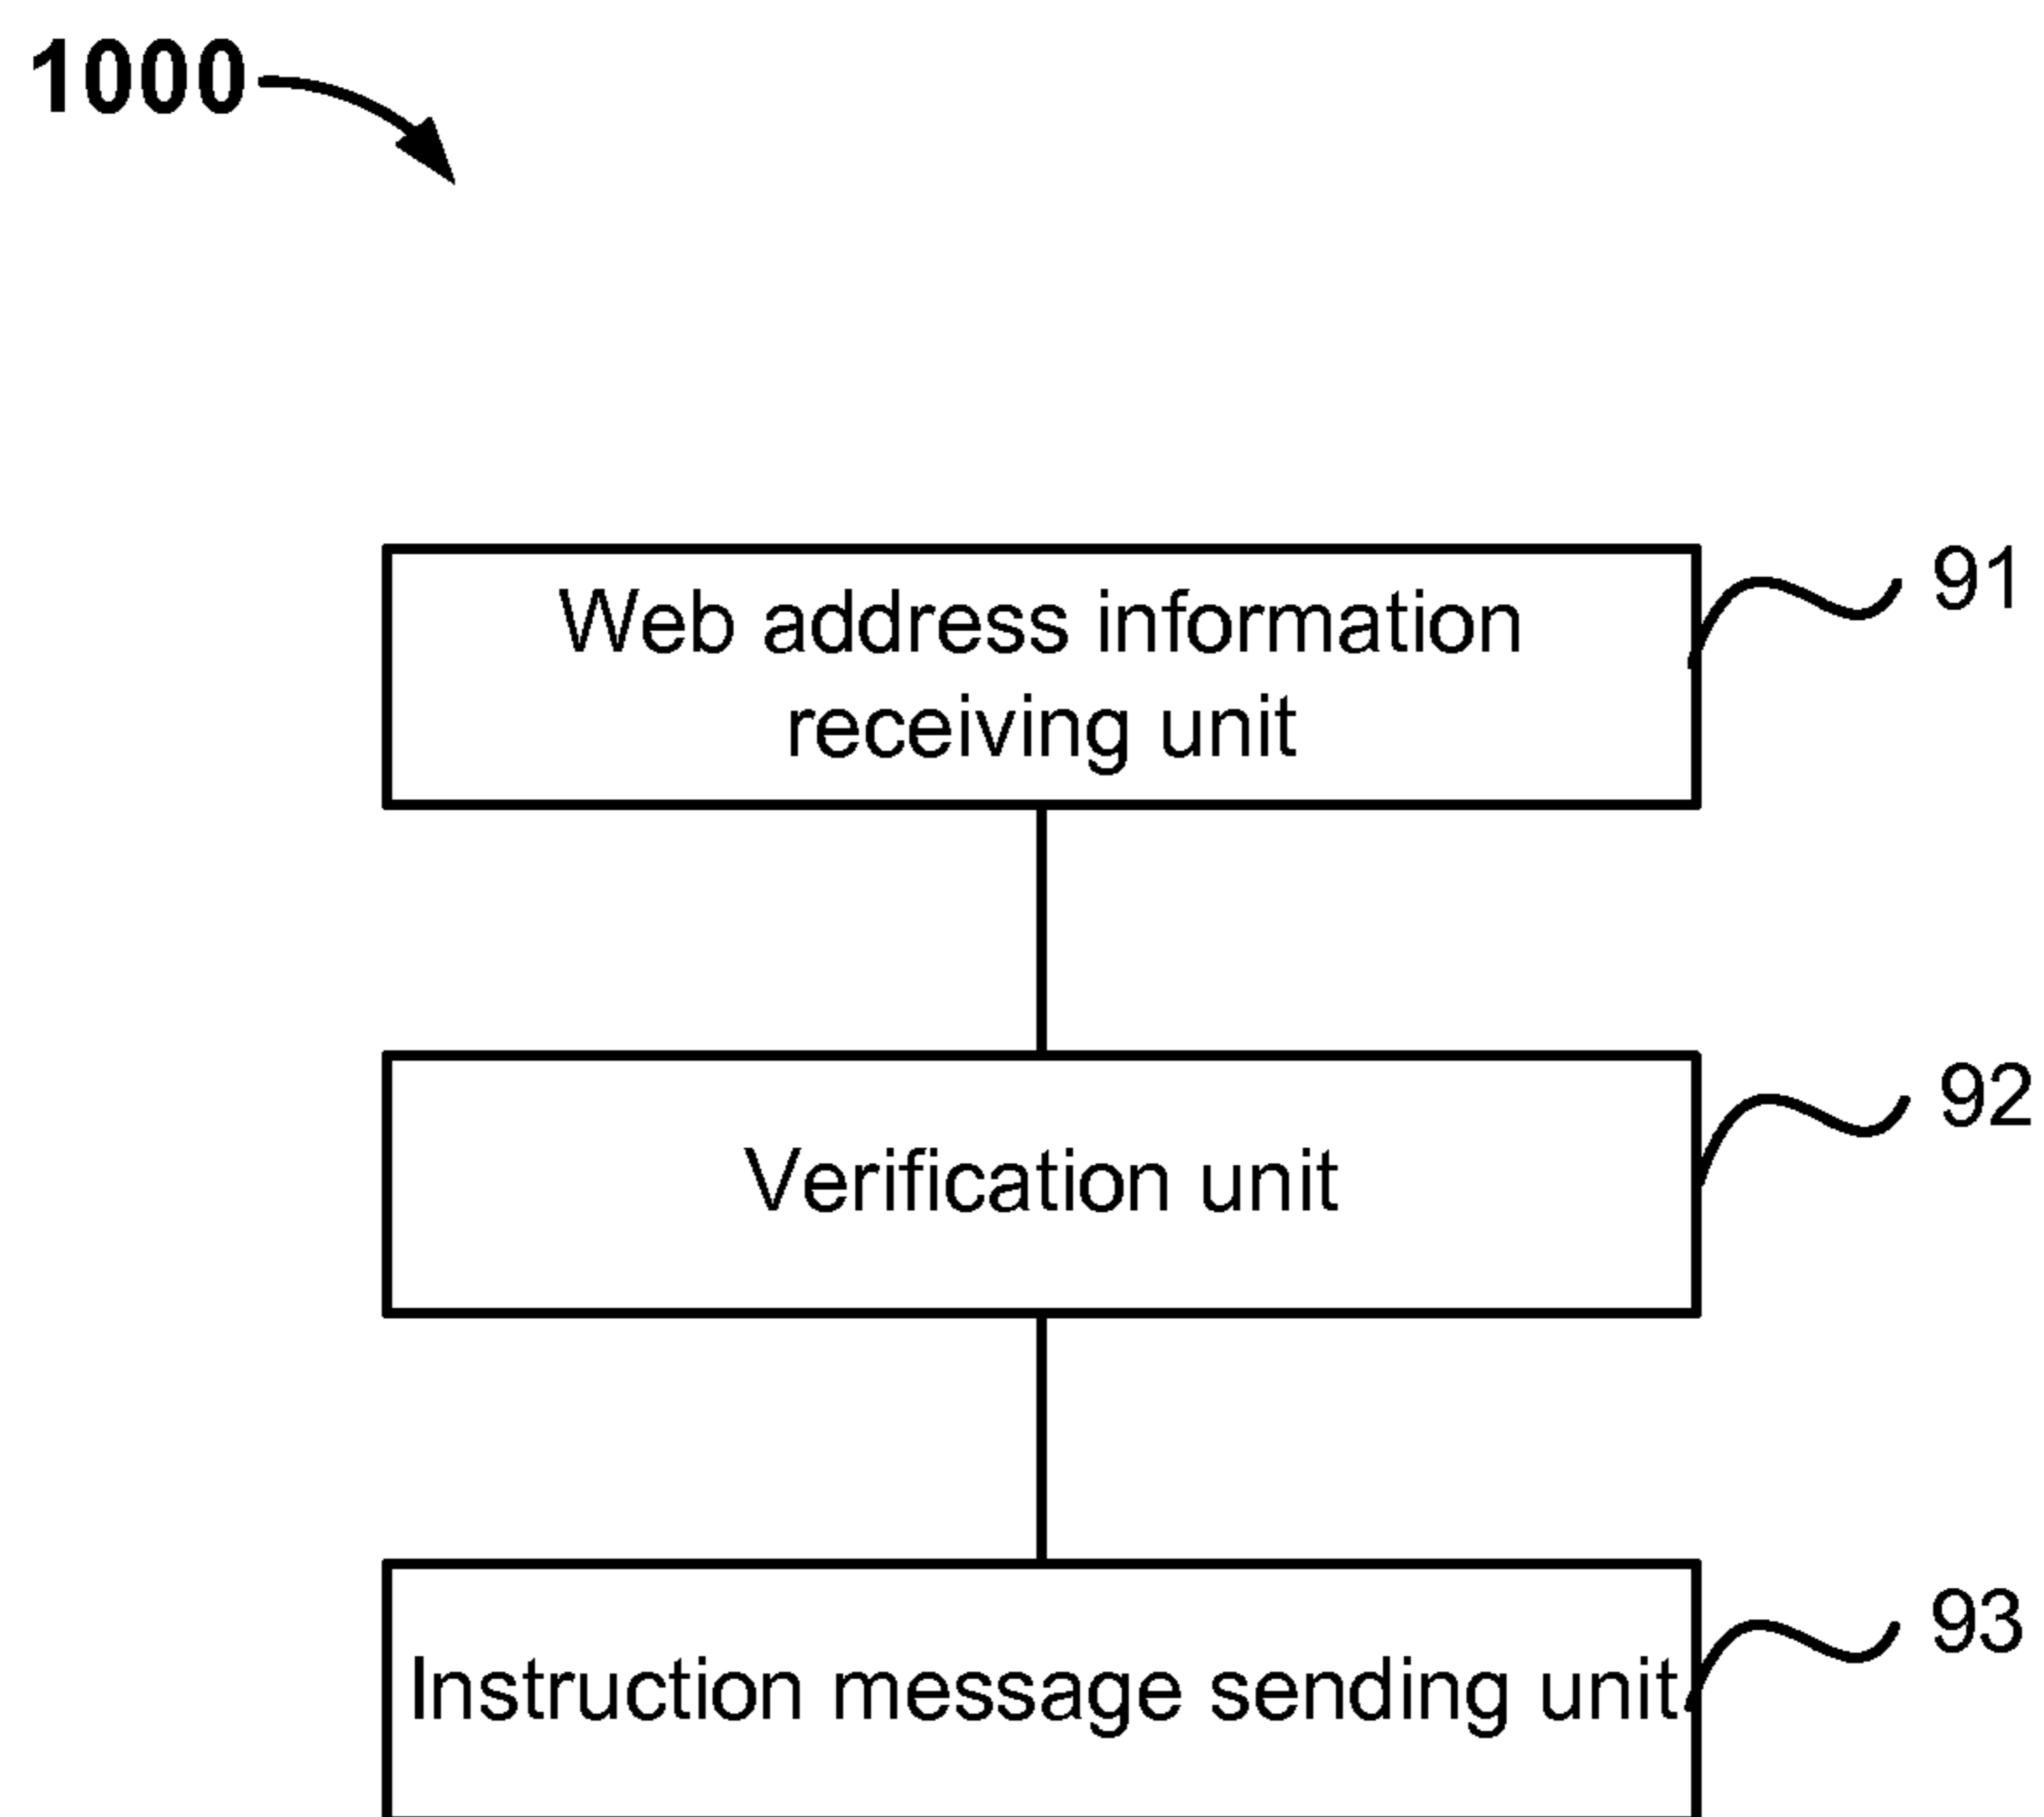 1000
Web address information
receiving unit
91
Verification unit
92
Instruction message sending unit
93